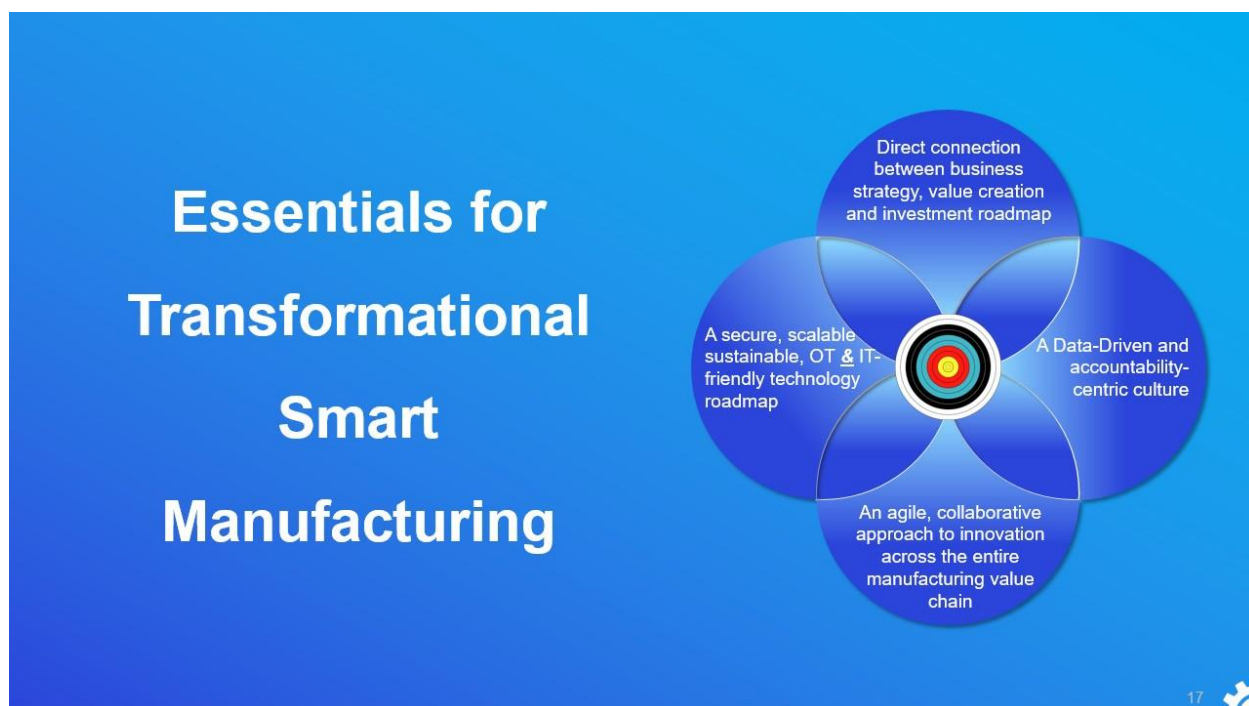 Essentials for
Transformational
Smart
Manufacturing
Direct connection
between business
strategy, value creation
and investment roadmap
A secure, scalable
sustainable, OT & IT-
friendly technology
roadmap
A Data-Driven and
accountability-
centric culture
An agile, collaborative
approach to innovation
across the entire
manufacturing value
chain
17